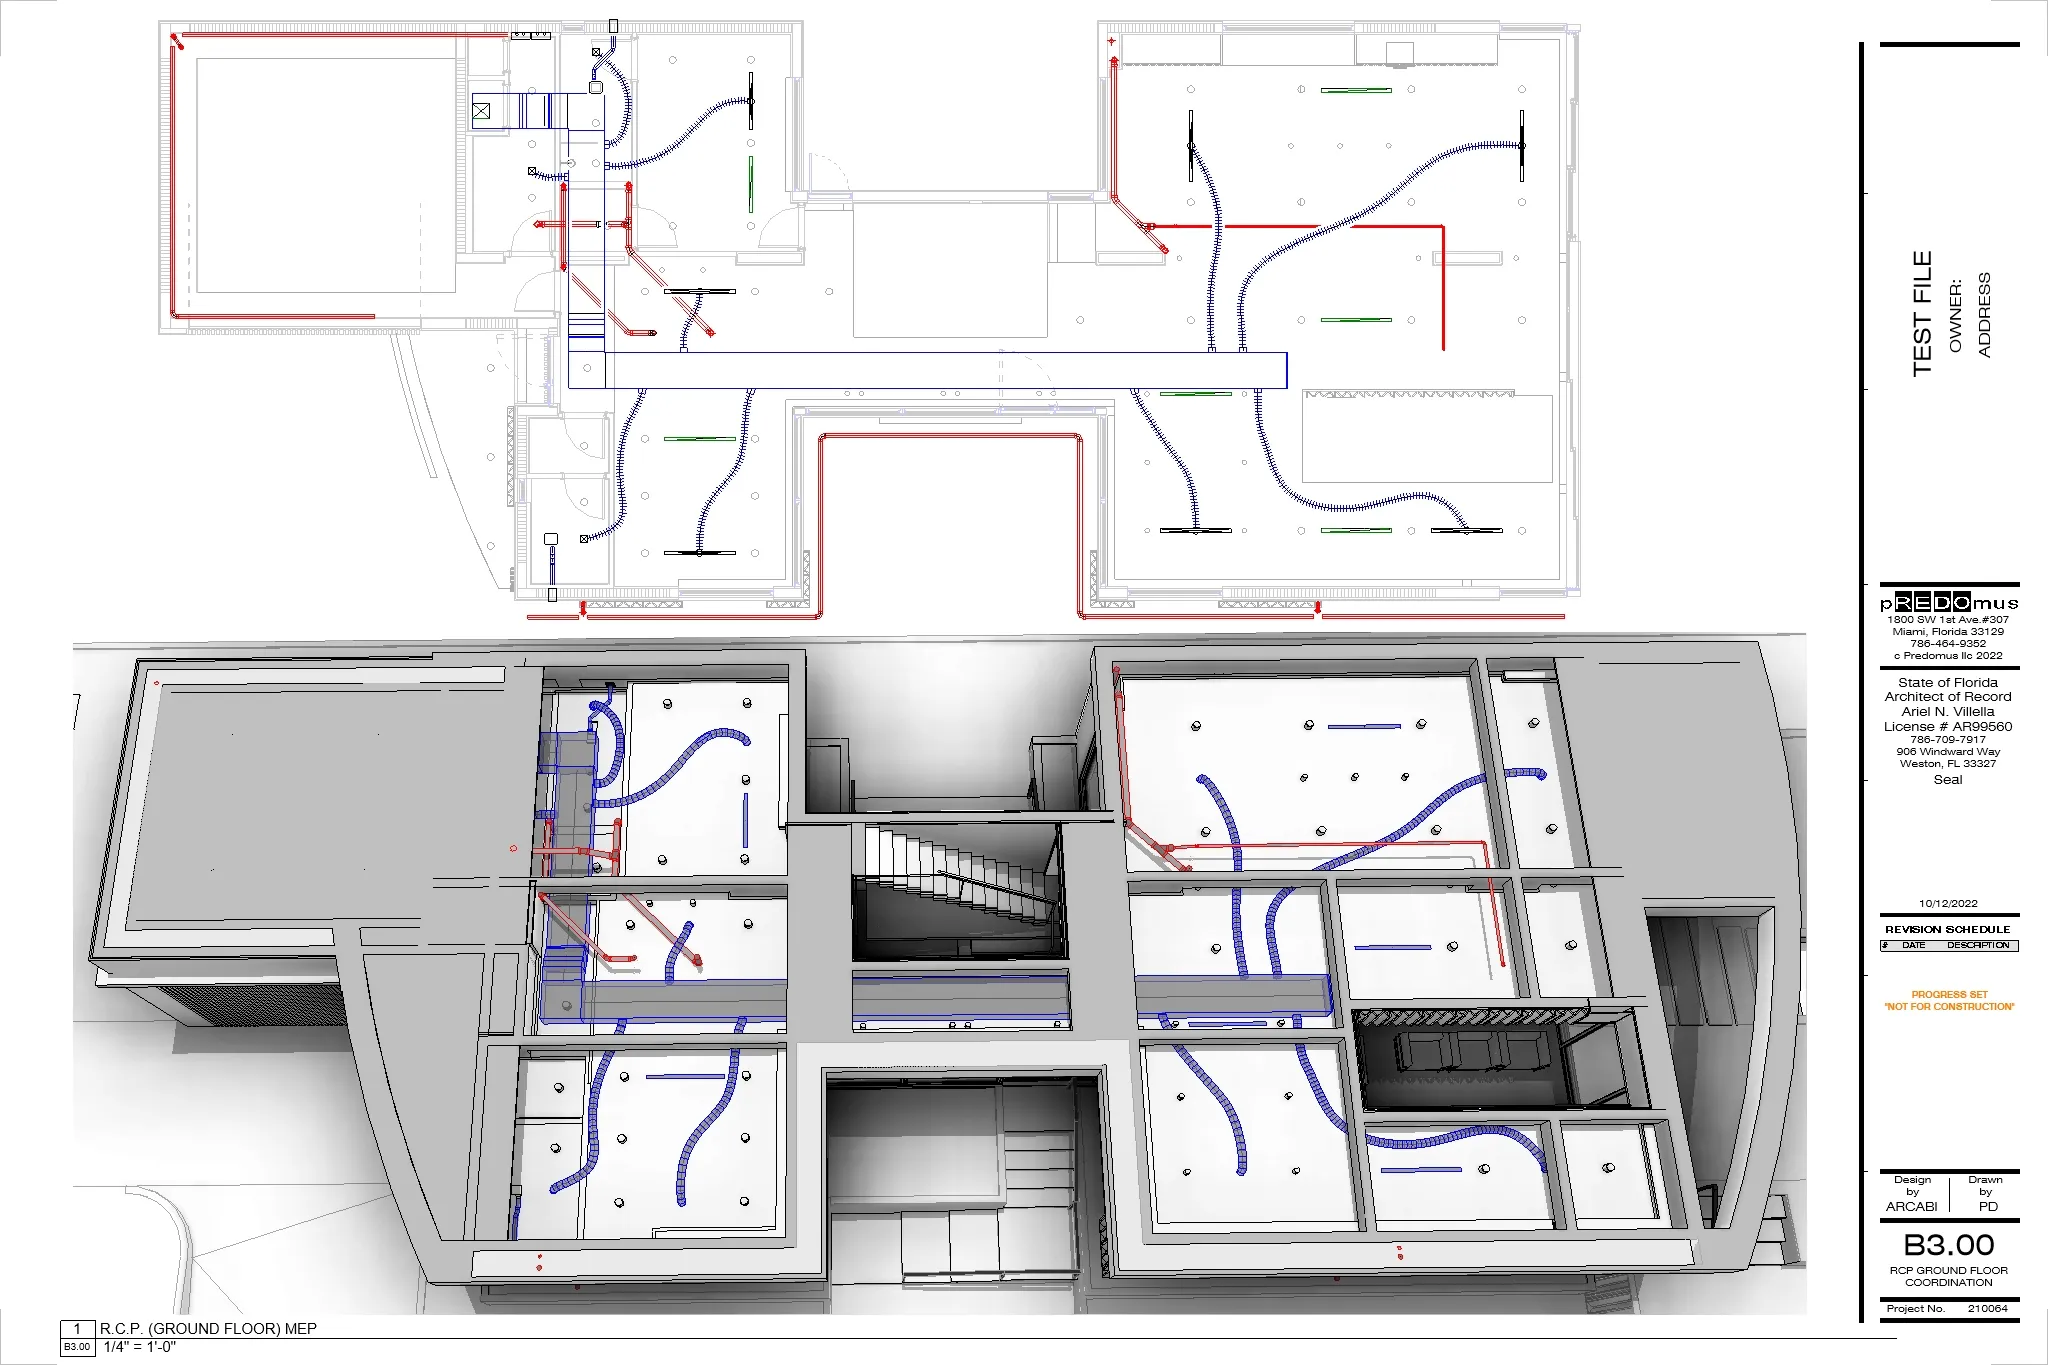 TEST FILE
OWNER:
ADDRESS
pREDOmus
1800 SW 1st Ave.#307
Miami, Florida 33129
786-464-9352
c Predomus llc 2022
State of Florida
Architect of Record
Ariel N. Villella
License # AR99560
786-709-7917
906 Windward Way
Weston, FL 33327
Seal
10/12/2022
REVISION SCHEDULE
# DATE DESCRIPTION
PROGRESS SET
"NOT FOR CONSTRUCTION"
Design by ARCABI
Drawn by PD
B3.00
RCP GROUND FLOOR
COORDINATION
Project No. 210064
1 R.C.P. (GROUND FLOOR) MEP
B3.00 1/4" = 1'-0"